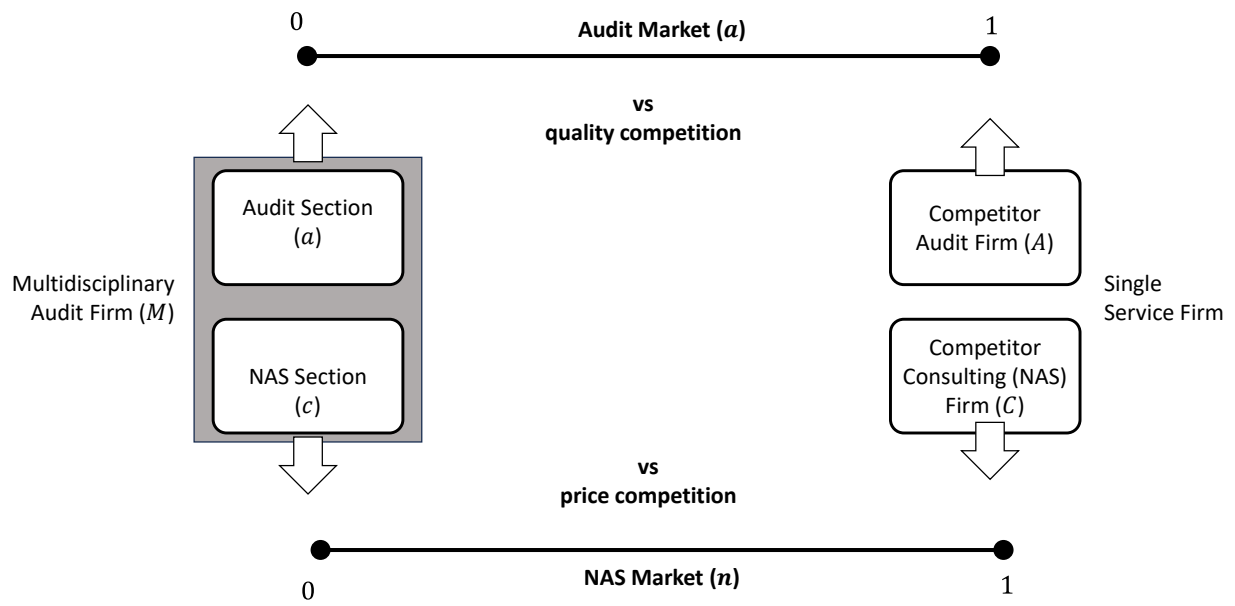 0
Audit Market (a)
1
vs
quality competition
Audit Section
(a)
Competitor
Audit Firm (A)
Multidisciplinary
Audit Firm (M)
Single
Service Firm
NAS Section
(c)
Competitor
Consulting (NAS)
Firm (C)
vs
price competition
0
NAS Market (n)
1